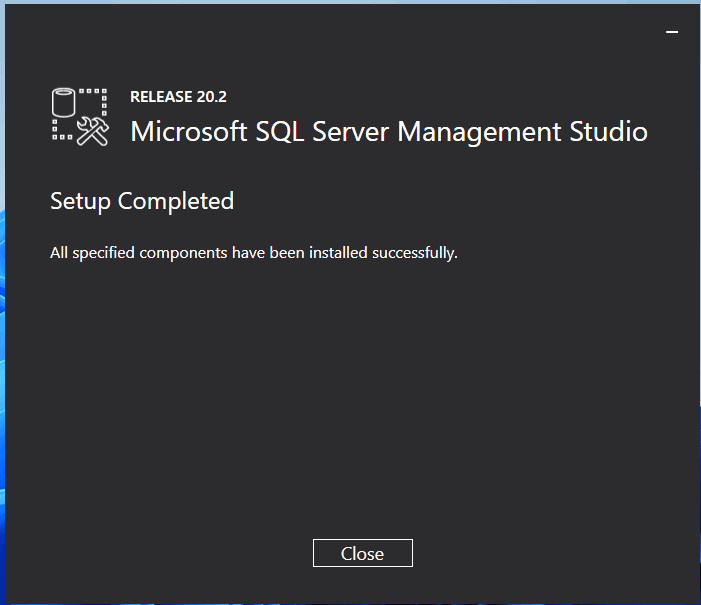 RELEASE 20.2
Microsoft SQL Server Management Studio
Setup Completed
All specified components have been installed successfully.
Close